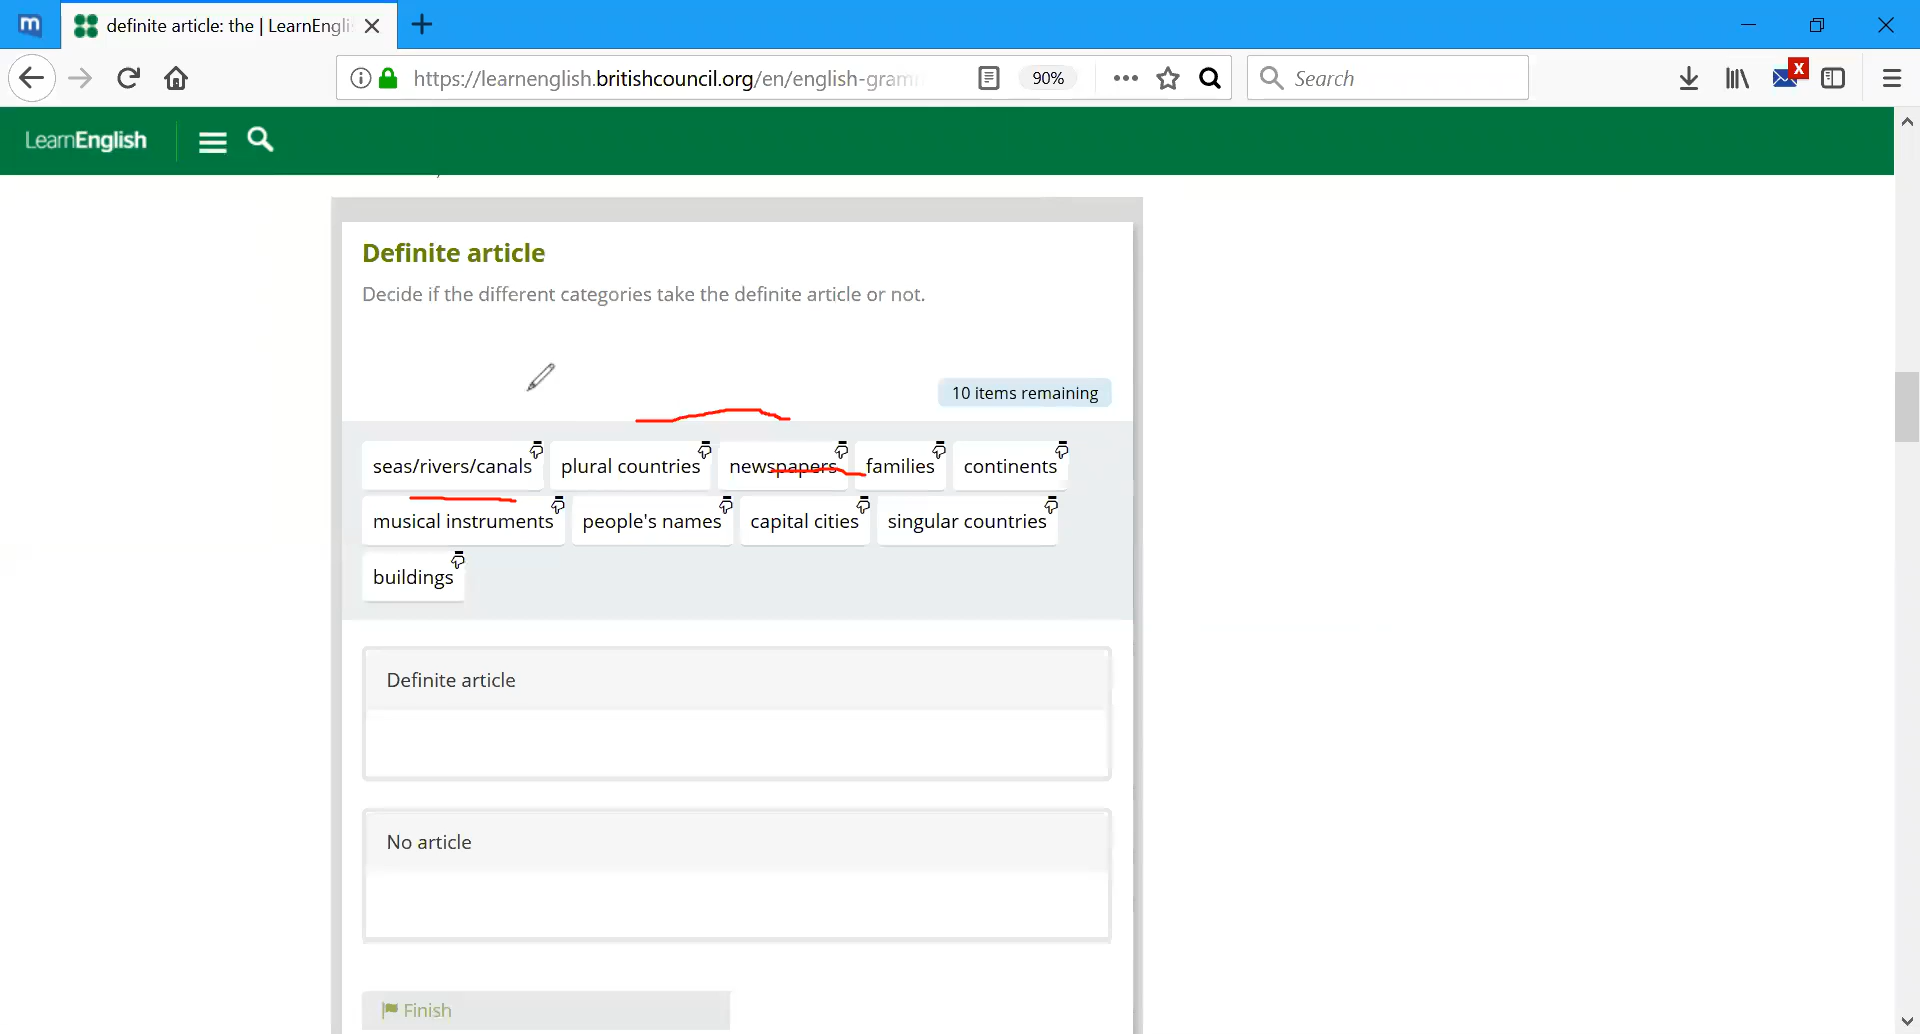 definite article: the | LearnEngli
https://learnenglish.britishcouncil.org/en/english-gram
90%
Search
X
LearnEnglish
Definite article
Decide if the different categories take the definite article or not.
10 items remaining
seas/rivers/canals plural countries newspapers families continents
musical instruments people's names capital cities singular countries
buildings
Definite article
No article
Finish